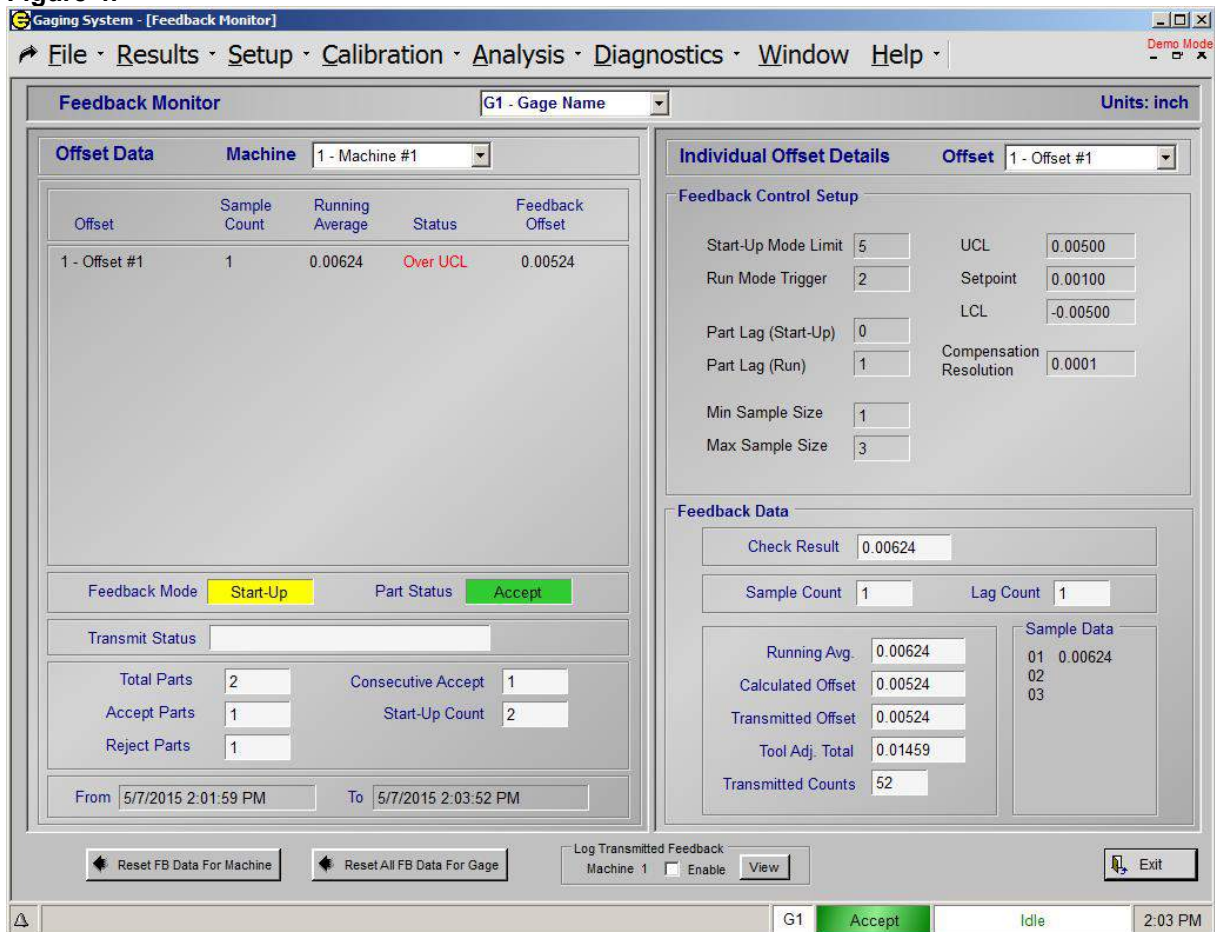 Gaging System - [Feedback Monitor]
File Results Setup Calibration Analysis Diagnostics Window Help
Demo Mode
Feedback Monitor G1 - Gage Name Units: inch
Offset Data Machine 1 - Machine #1
Offset Sample Count Running Average Status Feedback Offset
1 - Offset #1 1 0.00624 Over UCL 0.00524
Feedback Mode Start-Up Part Status Accept
Transmit Status
Total Parts 2 Consecutive Accept 1
Accept Parts 1 Start-Up Count 2
Reject Parts 1
From 5/7/2015 2:01:59 PM To 5/7/2015 2:03:52 PM
Individual Offset Details Offset 1 - Offset #1
Feedback Control Setup
Start-Up Mode Limit 5 UCL 0.00500
Run Mode Trigger 2 Setpoint 0.00100
LCL -0.00500
Part Lag (Start-Up) 0
Part Lag (Run) 1 Compensation Resolution 0.0001
Min Sample Size 1
Max Sample Size 3
Feedback Data
Check Result 0.00624
Sample Count 1 Lag Count 1
Running Avg. 0.00624
Calculated Offset 0.00524
Transmitted Offset 0.00524
Tool Adj. Total 0.01459
Transmitted Counts 52
Sample Data
01 0.00624
02
03
Reset FB Data For Machine Reset All FB Data For Gage
Log Transmitted Feedback
Machine 1 Enable View
Exit
G1 Accept Idle 2:03 PM